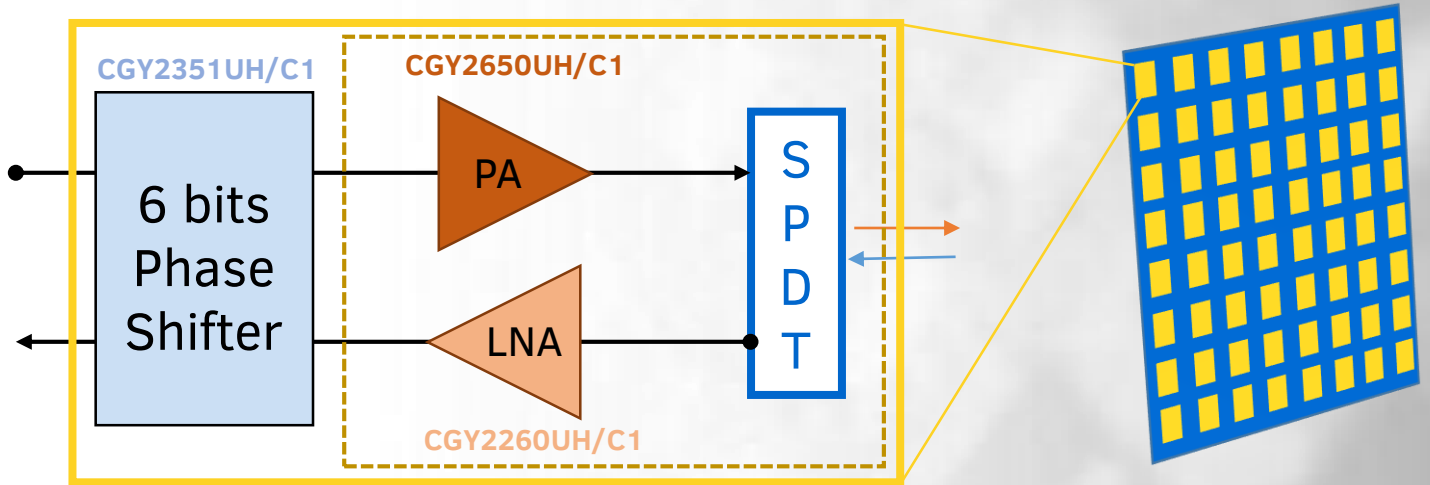 CGY2351UH/C1
6 bits
Phase
Shifter
CGY2650UH/C1
PA
LNA
CGY2260UH/C1
S
P
D
T